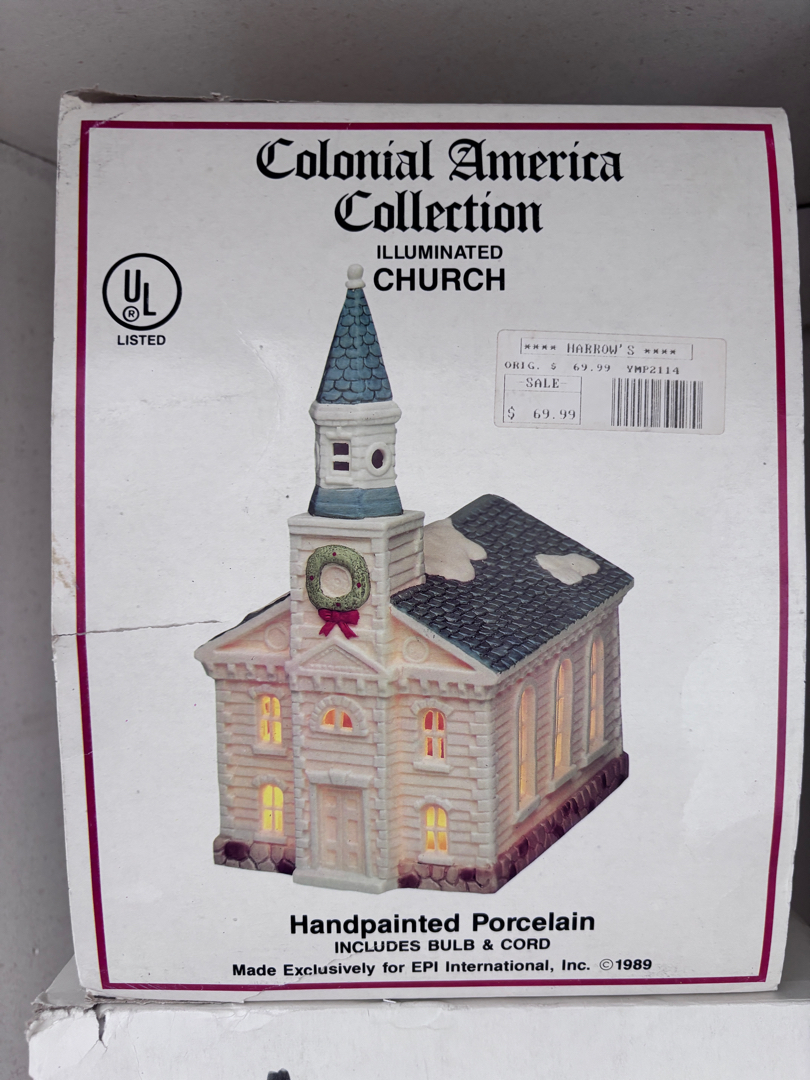 Colonial America
Collection
ILLUMINATED
CHURCH
UL
®
LISTED
**** HARROW'S ****
ORIG. $ 69.99 YMP2114
-SALE-
$ 69.99
Handpainted Porcelain
INCLUDES BULB & CORD
Made Exclusively for EPI International, Inc. ©1989